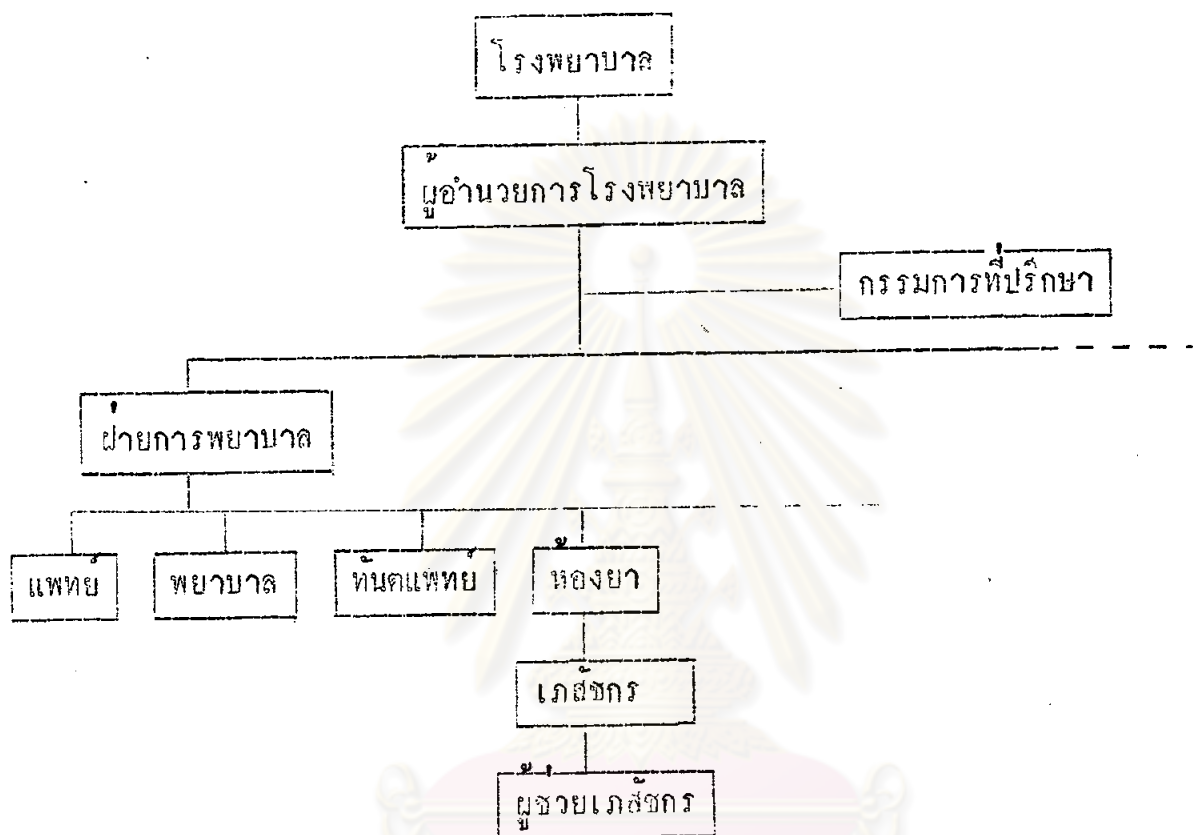 โรงพยาบาล
ผู้อำนวยการโรงพยาบาล
กรรมการที่ปรึกษา
ฝ่ายการพยาบาล
แพทย์
พยาบาล
ทันตแพทย์
ห้องยา
เภสัชกร
ผู้ช่วยเภสัชกร